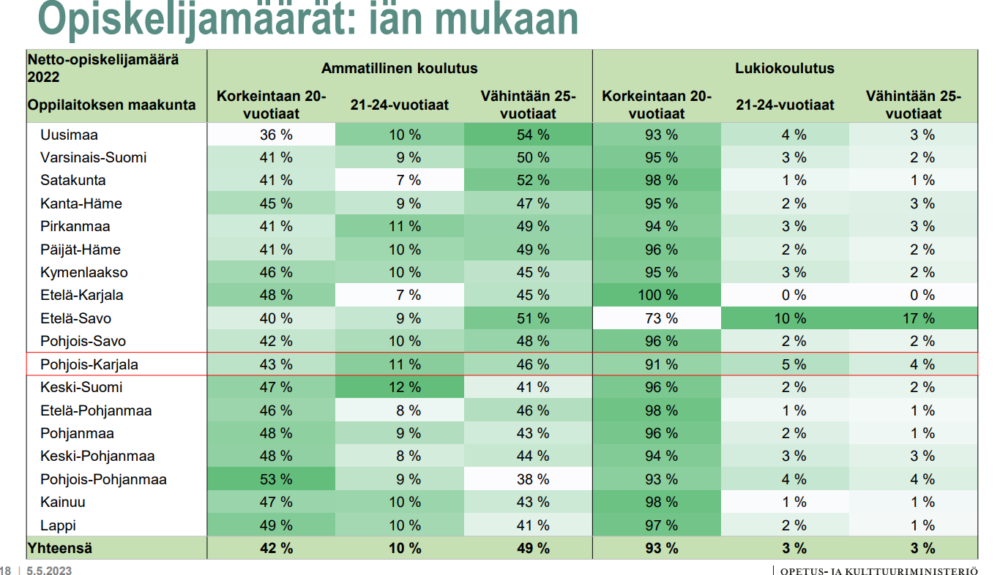 Opiskelijamäärät: iän mukaan
Netto-opiskelijamäärä
2022
Ammatillinen koulutus Lukiokoulutus
Oppilaitoksen maakunta Korkeintaan 20-
vuotiaat 21-24-vuotiaat Vähintään 25-
vuotiaat Korkeintaan 20-
vuotiaat 21-24-vuotiaat Vähintään 25-
vuotiaat
Uusimaa 36 % 10 % 54 % 93 % 4 % 3 %
Varsinais-Suomi 41 % 9 % 50 % 95 % 3 % 2 %
Satakunta 41 % 7 % 52 % 98 % 1 % 1 %
Kanta-Häme 45 % 9 % 47 % 95 % 2 % 3 %
Pirkanmaa 41 % 11 % 49 % 94 % 3 % 3 %
Päijät-Häme 41 % 10 % 49 % 96 % 2 % 2 %
Kymenlaakso 46 % 10 % 45 % 95 % 3 % 2 %
Etelä-Karjala 48 % 7 % 45 % 100 % 0 % 0 %
Etelä-Savo 40 % 9 % 51 % 73 % 10 % 17 %
Pohjois-Savo 42 % 10 % 48 % 96 % 2 % 2 %
Pohjois-Karjala 43 % 11 % 46 % 91 % 5 % 4 %
Keski-Suomi 47 % 12 % 41 % 96 % 2 % 2 %
Etelä-Pohjanmaa 46 % 8 % 46 % 98 % 1 % 1 %
Pohjanmaa 48 % 9 % 43 % 96 % 2 % 1 %
Keski-Pohjanmaa 48 % 8 % 44 % 94 % 3 % 3 %
Pohjois-Pohjanmaa 53 % 9 % 38 % 93 % 4 % 4 %
Kainuu 47 % 10 % 43 % 98 % 1 % 1 %
Lappi 49 % 10 % 41 % 97 % 2 % 1 %
Yhteensä 42 % 10 % 49 % 93 % 3 % 3 %
18 | 5.5.2023 OPETUS- JA KULTTUURIMINISTERIÖ